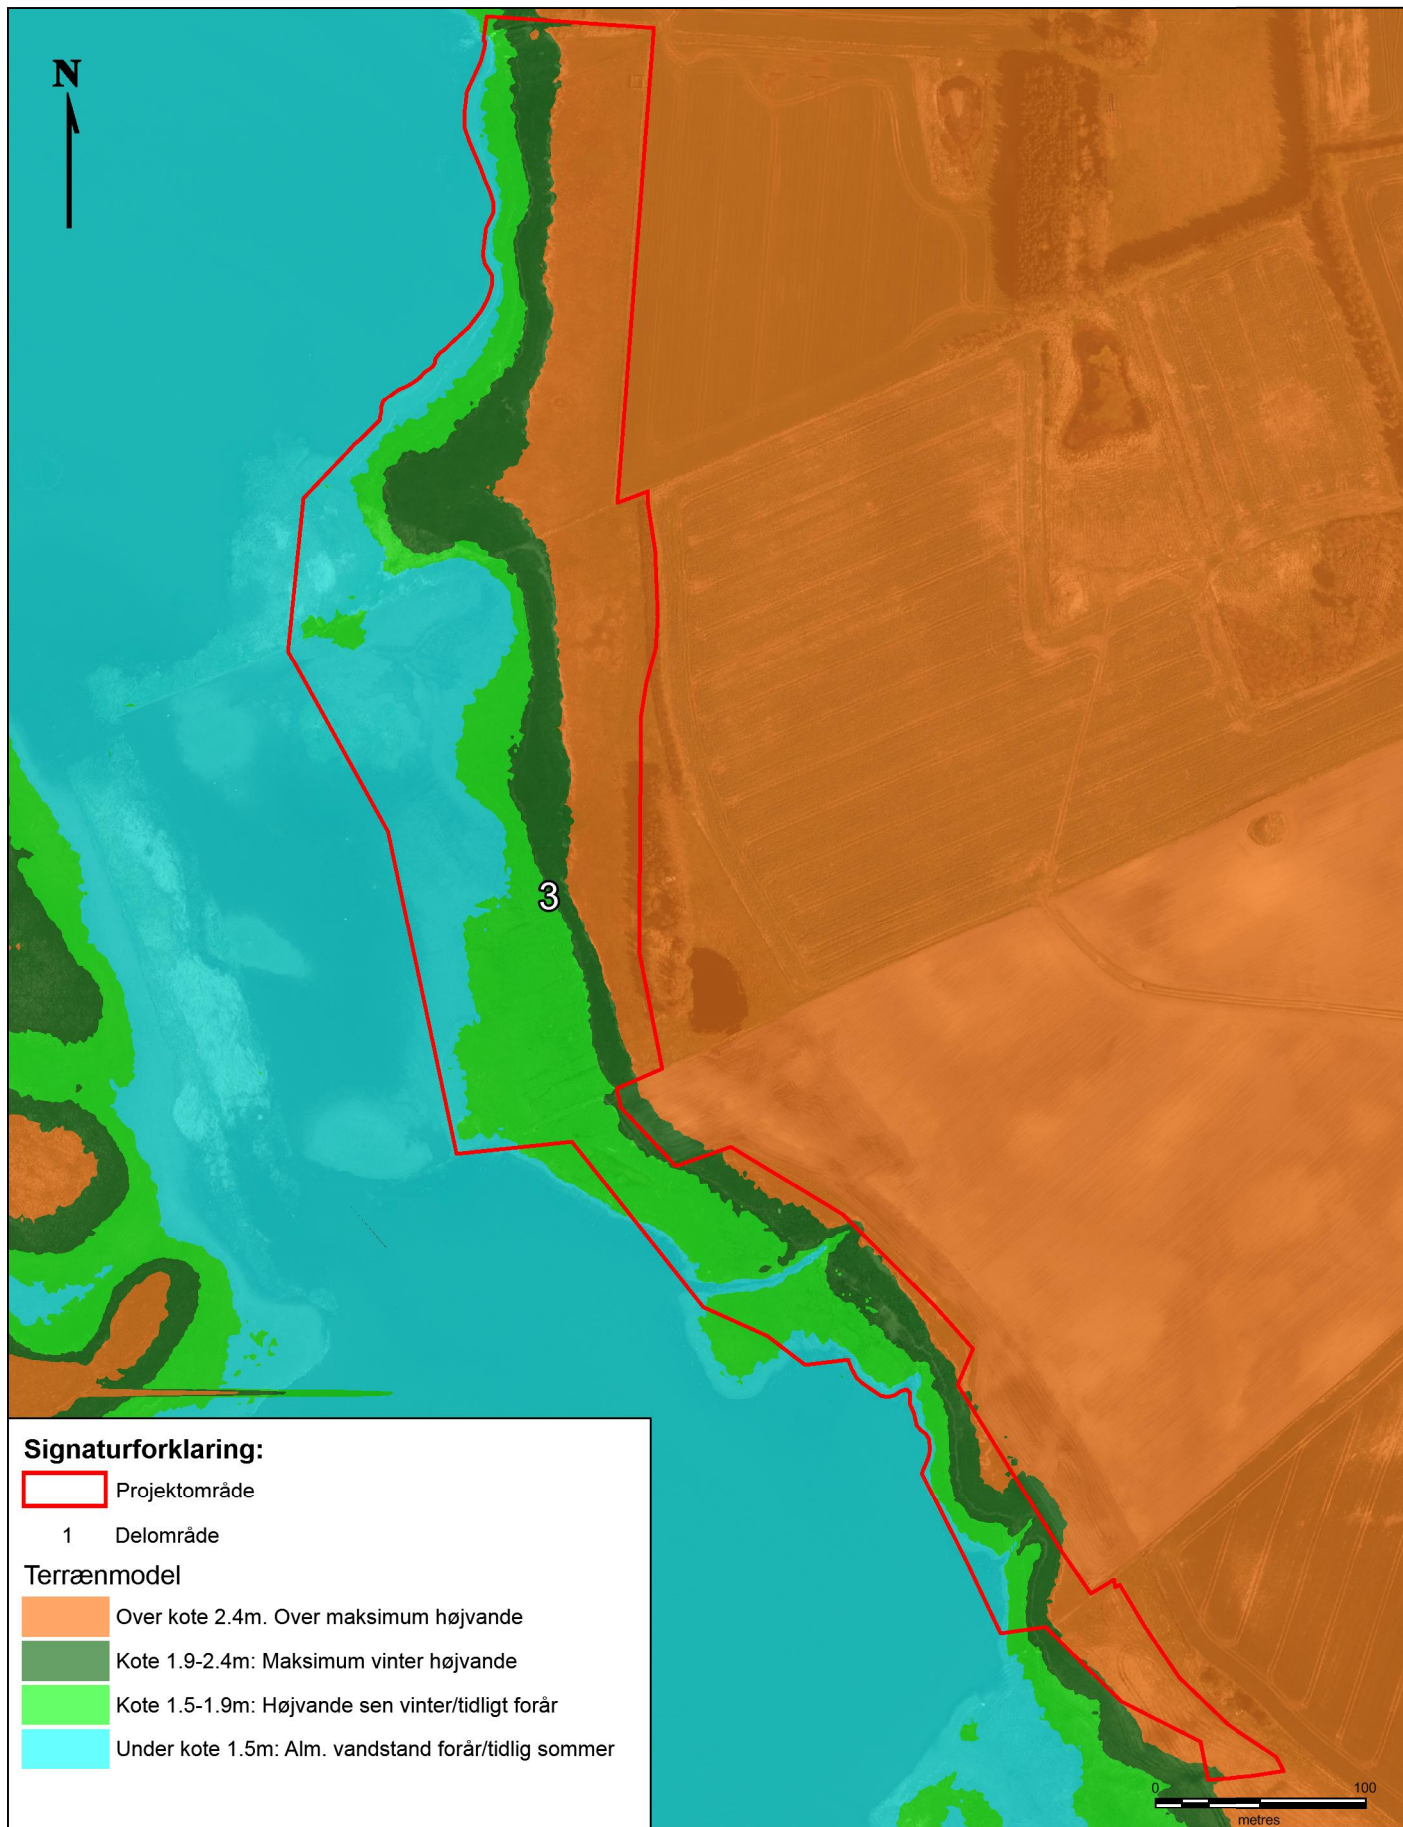 N
3
Signaturforklaring:
Projektområde
1 Delområde
Terrænmodel
Over kote 2.4m. Over maksimum højvande
Kote 1.9-2.4m: Maksimum vinter højvande
Kote 1.5-1.9m: Højvande sen vinter/tidligt forår
Under kote 1.5m: Alm. vandstand forår/tidlig sommer
0 100
metres